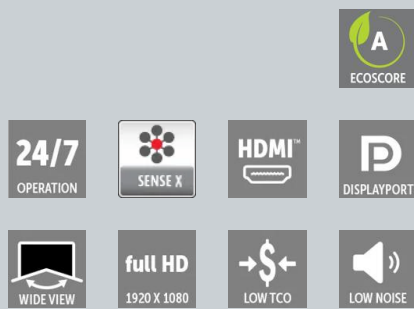 A
ECOSCORE
24/7
OPERATION
SENSE X
HDMI™
DISPLAYPORT
WIDE VIEW
full HD
1920 X 1080
→$←
LOW TCO
LOW NOISE